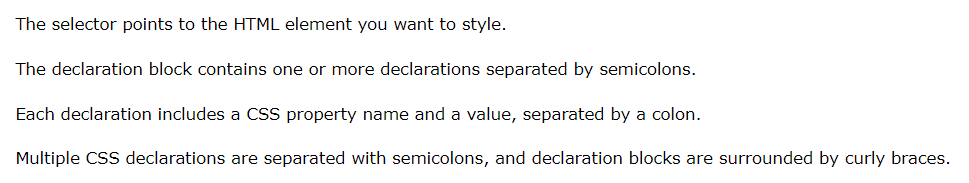 The selector points to the HTML element you want to style.
The declaration block contains one or more declarations separated by semicolons.
Each declaration includes a CSS property name and a value, separated by a colon.
Multiple CSS declarations are separated with semicolons, and declaration blocks are surrounded by curly braces.